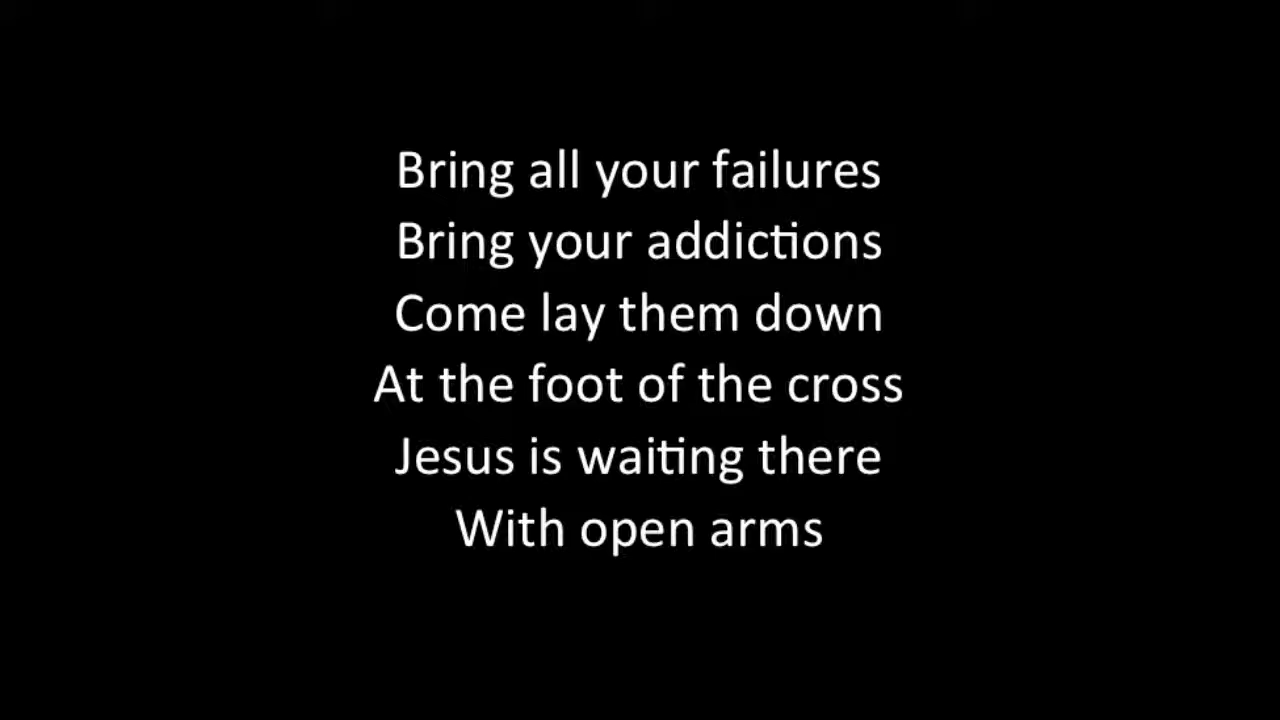 Bring all your failures
Bring your addictions
Come lay them down
At the foot of the cross
Jesus is waiting there
With open arms